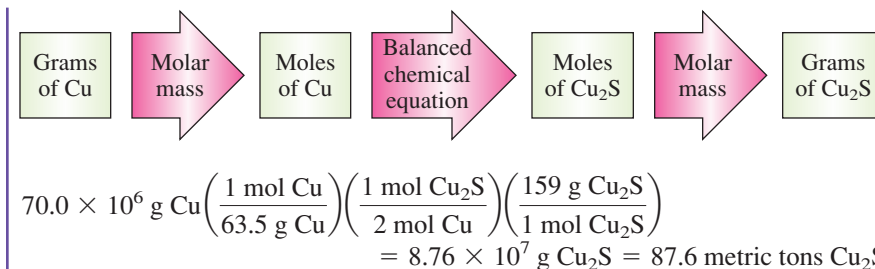 Grams of Cu
Molar mass
Moles of Cu
Balanced chemical equation
Moles of Cu₂S
Molar mass
Grams of Cu₂S
70.0 × 10⁶ g Cu(1 mol Cu / 63.5 g Cu)(1 mol Cu₂S / 2 mol Cu)(159 g Cu₂S / 1 mol Cu₂S)
= 8.76 × 10⁷ g Cu₂S = 87.6 metric tons Cu₂S